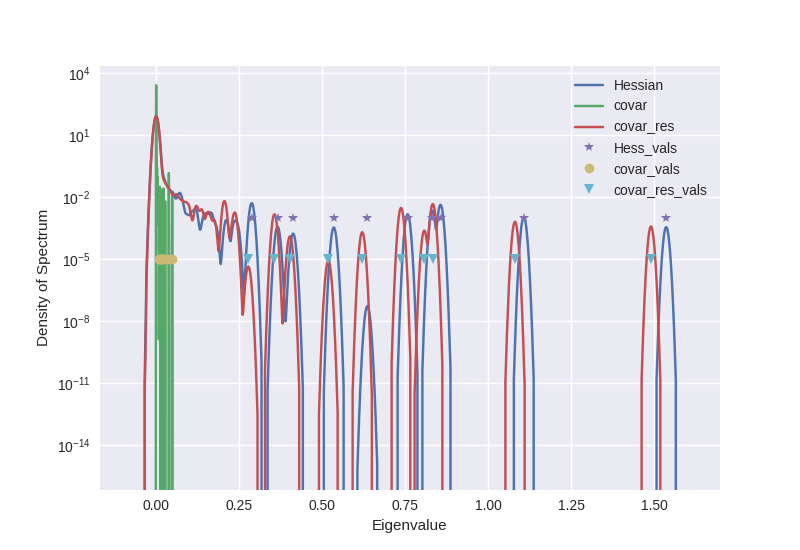 10^4
10^1
10^-2
10^-5
10^-8
10^-11
10^-14
Density of Spectrum
Hessian
covar
covar_res
Hess_vals
covar_vals
covar_res_vals
0.00 0.25 0.50 0.75 1.00 1.25 1.50
Eigenvalue